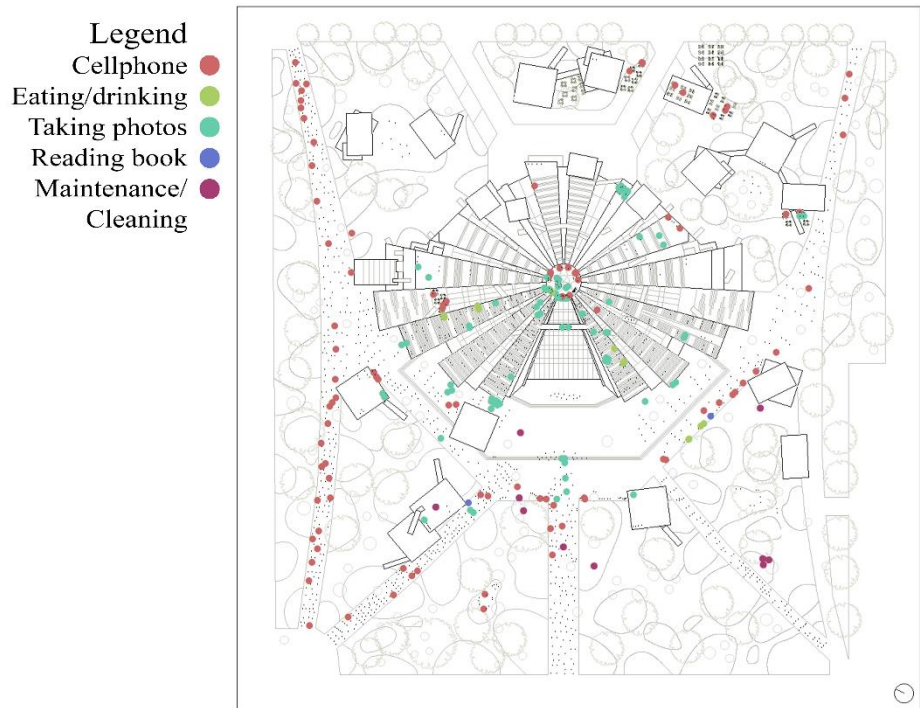 Legend
Cellphone
Eating/drinking
Taking photos
Reading book
Maintenance/
Cleaning